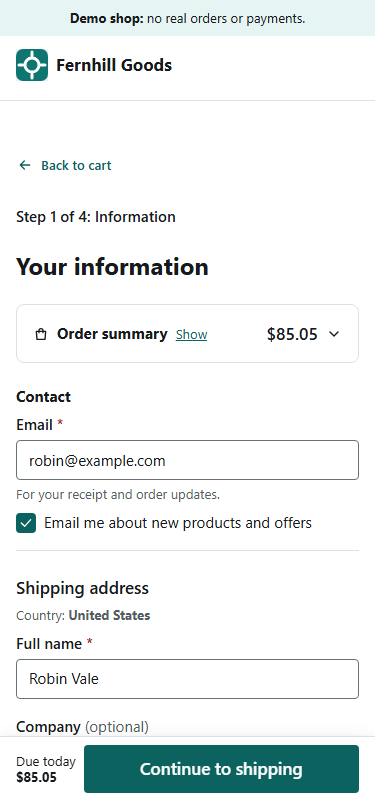 Demo shop: no real orders or payments.
Fernhill Goods
Back to cart
Step 1 of 4: Information
Your information
Order summary Show $85.05
Contact
Email *
robin@example.com
For your receipt and order updates.
Email me about new products and offers
Shipping address
Country: United States
Full name *
Robin Vale
Company (optional)
Due today
$85.05
Continue to shipping